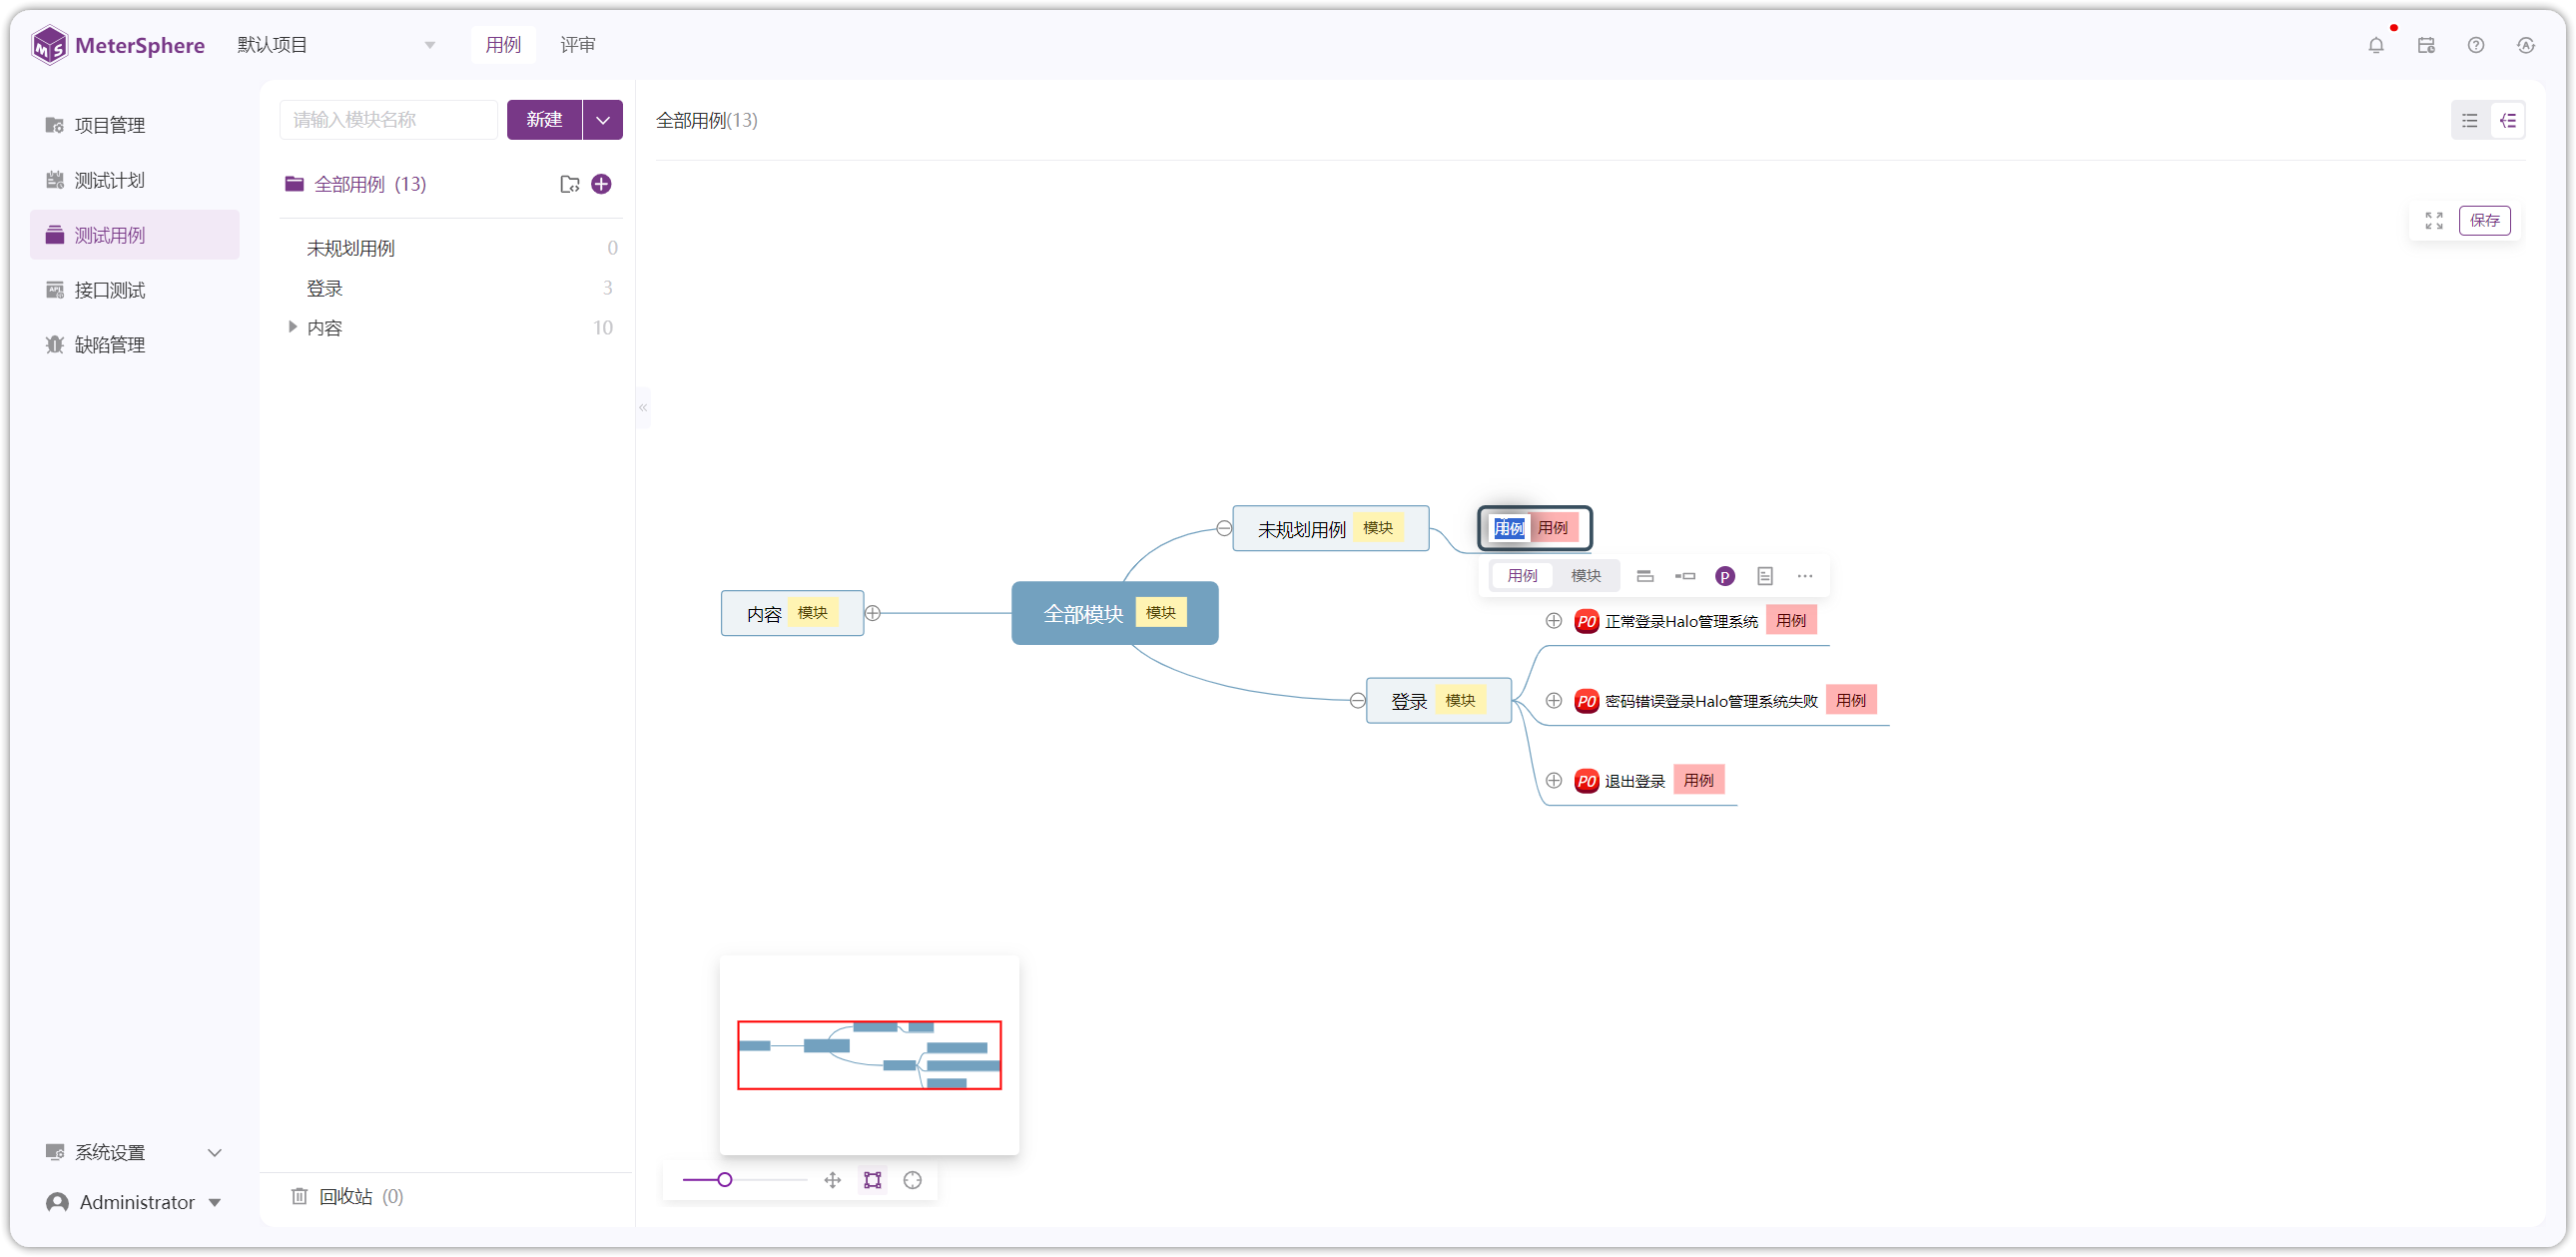 MeterSphere
默认项目
用例
评审
项目管理
测试计划
测试用例
接口测试
缺陷管理
系统设置
Administrator
请输入模块名称
新建
全部用例 (13)
未规划用例 0
登录 3
内容 10
回收站 (0)
全部用例(13)
保存
未规划用例 模块
用例 用例
用例 模块 P
内容 模块
全部模块 模块
P0 正常登录Halo管理系统 用例
登录 模块
P0 密码错误登录Halo管理系统失败 用例
P0 退出登录 用例